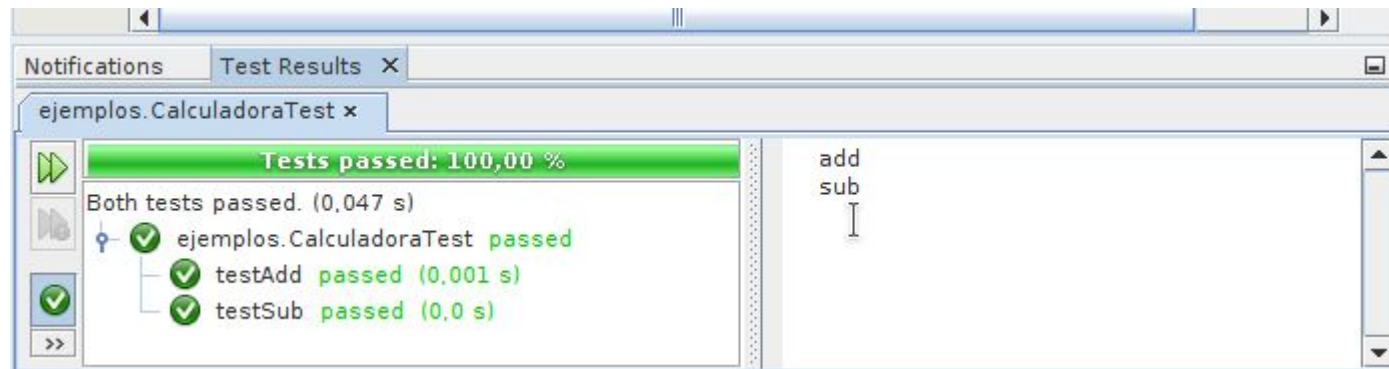 Notifications
Test Results
ejemplos.CalculadoraTest
Tests passed: 100,00 %
Both tests passed. (0,047 s)
ejemplos.CalculadoraTest passed
testAdd passed (0,001 s)
testSub passed (0,0 s)
add
sub